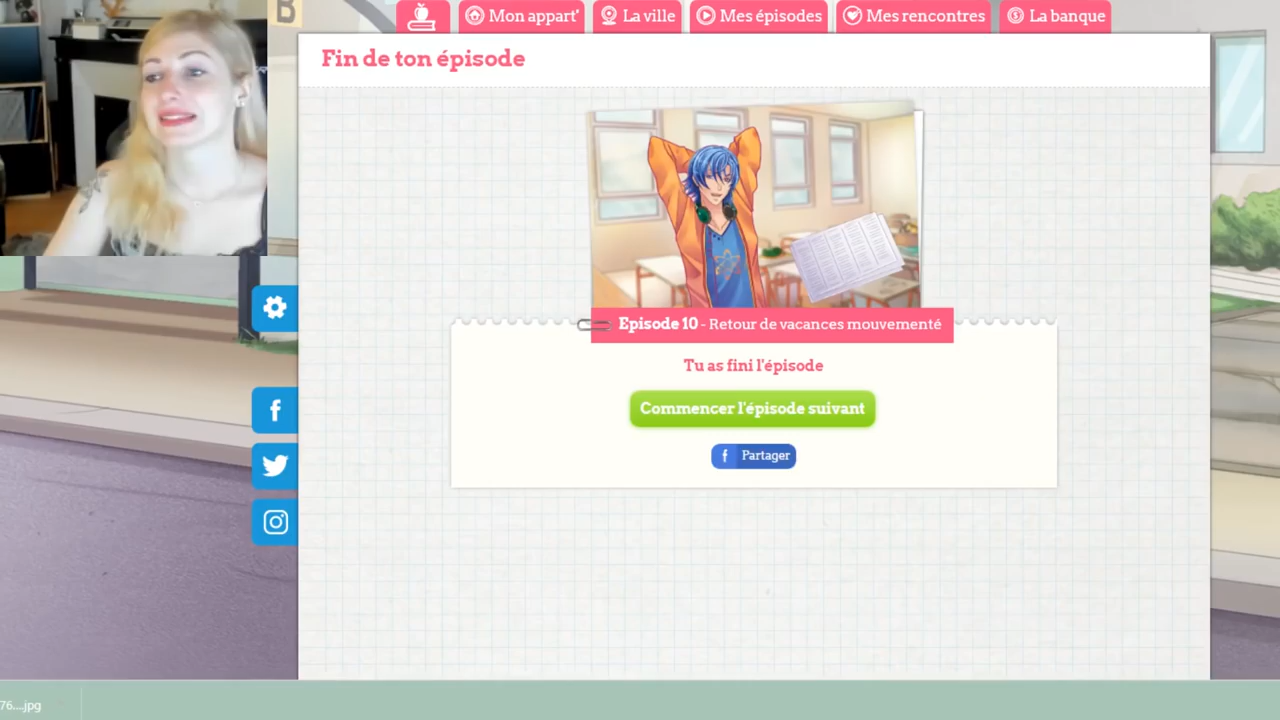 B
Mon appart'
La ville
Mes épisodes
Mes rencontres
La banque
Fin de ton épisode
Episode 10 - Retour de vacances mouvementé
Tu as fini l'épisode
Commencer l'épisode suivant
f Partager
76....jpg